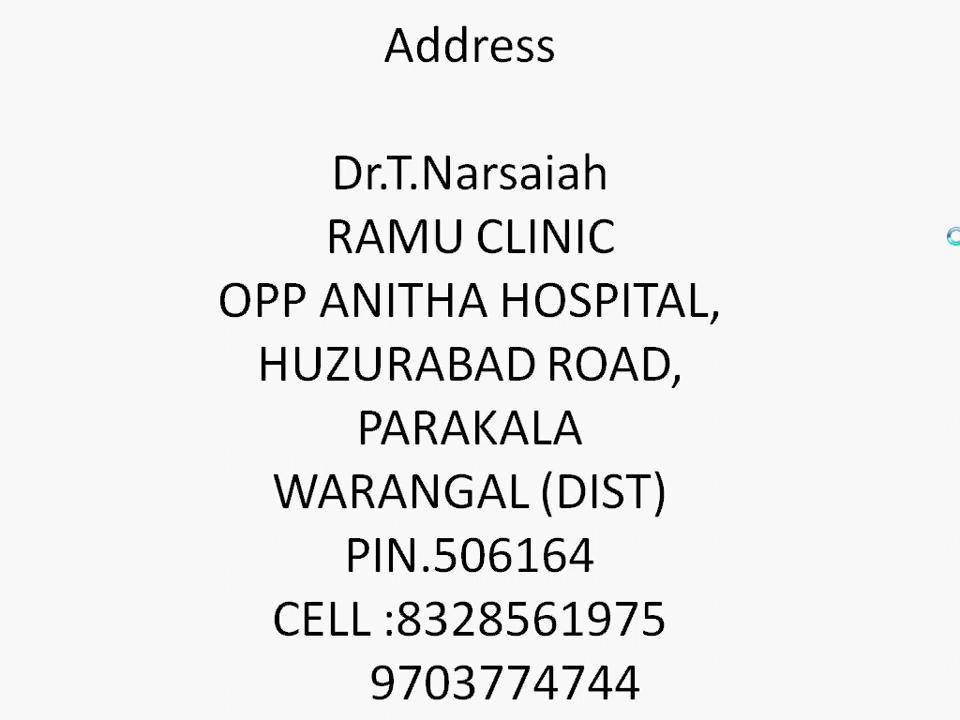 Address
Dr.T.Narsaiah
RAMU CLINIC
OPP ANITHA HOSPITAL,
HUZURABAD ROAD,
PARAKALA
WARANGAL (DIST)
PIN.506164
CELL :8328561975
9703774744